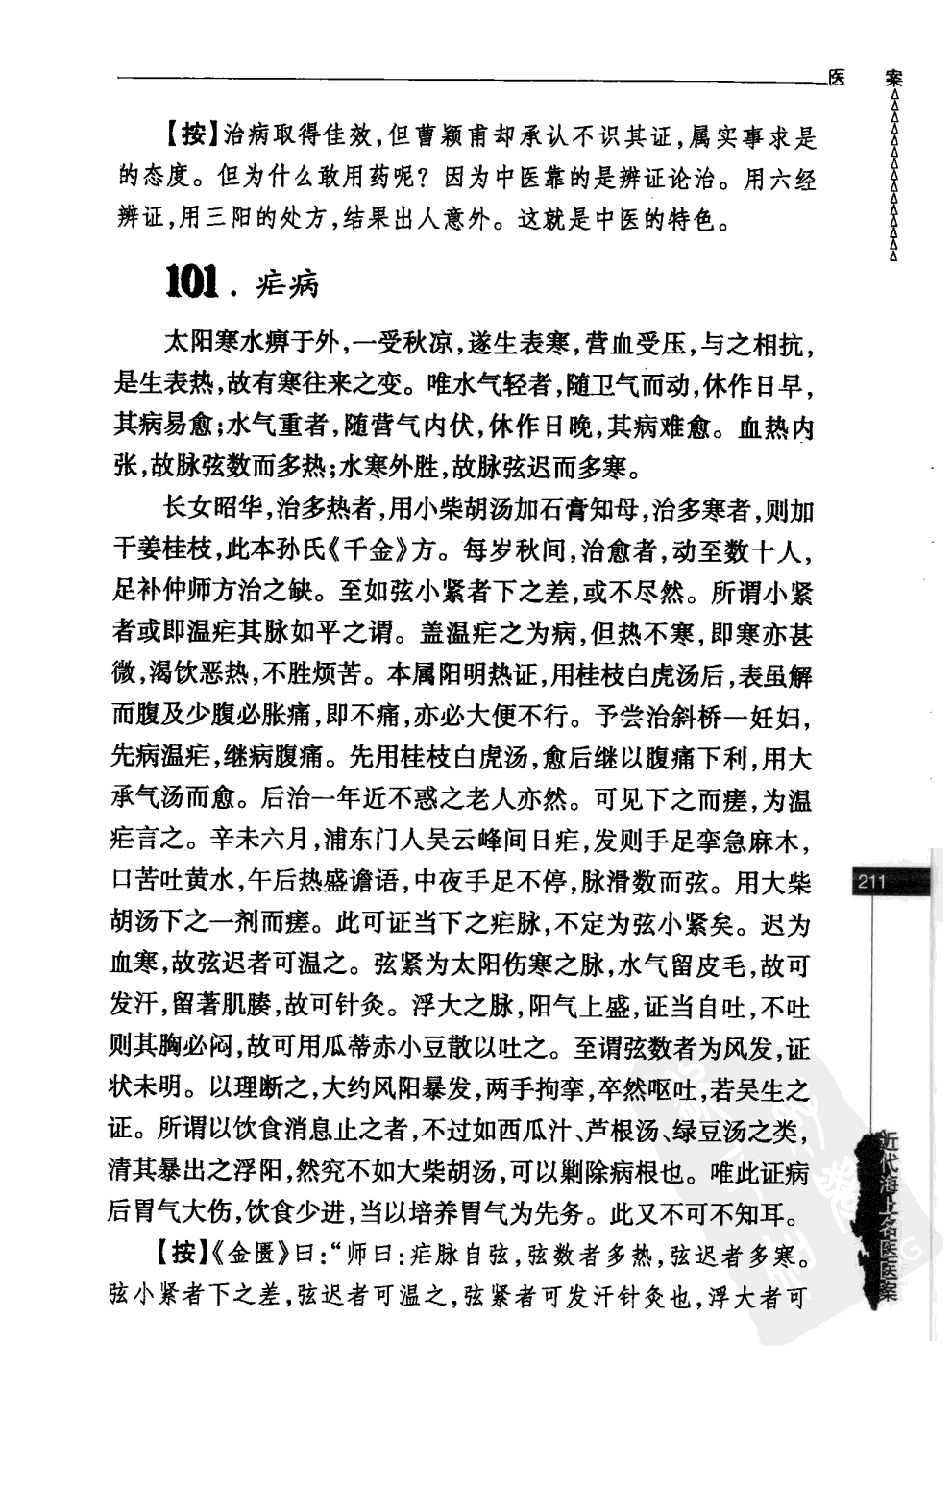 医　案
【按】治病取得佳效,但曹颖甫却承认不识其证,属实事求是
的态度。但为什么敢用药呢？因为中医靠的是辨证论治。用六经
辨证,用三阳的处方,结果出人意外。这就是中医的特色。
101．疟病
太阳寒水痹于外,一受秋凉,遂生表寒,营血受压,与之相抗,
是生表热,故有寒往来之变。唯水气轻者,随卫气而动,休作日早,
其病易愈;水气重者,随营气内伏,休作日晚,其病难愈。血热内
张,故脉弦数而多热;水寒外胜,故脉弦迟而多寒。
长女昭华,治多热者,用小柴胡汤加石膏知母,治多寒者,则加
干姜桂枝,此本孙氏《千金》方。每岁秋间,治愈者,动至数十人,
足补仲师方治之缺。至如弦小紧者下之差,或不尽然。所谓小紧
者或即温疟其脉如平之谓。盖温疟之为病,但热不寒,即寒亦甚
微,渴饮恶热,不胜烦苦。本属阳明热证,用桂枝白虎汤后,表虽解
而腹及少腹必胀痛,即不痛,亦必大便不行。予尝治斜桥一妊妇,
先病温疟,继病腹痛。先用桂枝白虎汤,愈后继以腹痛下利,用大
承气汤而愈。后治一年近不惑之老人亦然。可见下之而瘥,为温
疟言之。辛未六月,浦东门人吴云峰间日疟,发则手足挛急麻木,
口苦吐黄水,午后热盛谵语,中夜手足不停,脉滑数而弦。用大柴
胡汤下之一剂而瘥。此可证当下之疟脉,不定为弦小紧矣。迟为
血寒,故弦迟者可温之。弦紧为太阳伤寒之脉,水气留皮毛,故可
发汗,留著肌腠,故可针灸。浮大之脉,阳气上盛,证当自吐,不吐
则其胸必闷,故可用瓜蒂赤小豆散以吐之。至谓弦数者为风发,证
状未明。以理断之,大约风阳暴发,两手拘挛,卒然呕吐,若吴生之
证。所谓以饮食消息止之者,不过如西瓜汁、芦根汤、绿豆汤之类,
清其暴出之浮阳,然究不如大柴胡汤,可以剿除病根也。唯此证病
后胃气大伤,饮食少进,当以培养胃气为先务。此又不可不知耳。
【按】《金匮》曰:“师曰:疟脉自弦,弦数者多热,弦迟者多寒。
弦小紧者下之差,弦迟者可温之,弦紧者可发汗针灸也,浮大者可
211
近代海上名医医案